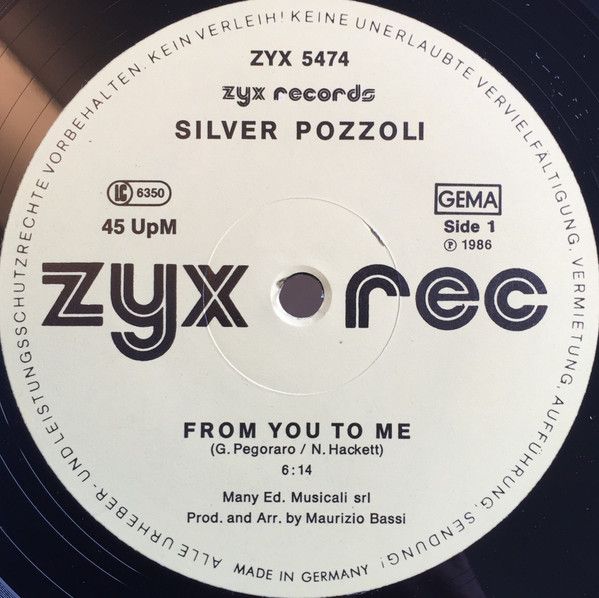 ALLE URHEBER- UND LEISTUNGSSCHUTZRECHTE VORBEHALTEN. KEIN VERLEIH! KEINE UNERLAUBTE VERVIELFÄLTIGUNG, VERMIETUNG, AUFFÜHRUNG, SENDUNG!
ZYX 5474
zyx records
SILVER POZZOLI
LC 6350
GEMA
45 UpM
Side 1
℗ 1986
zyx rec
FROM YOU TO ME
(G. Pegoraro / N. Hackett)
6:14
Many Ed. Musicali srl
Prod. and Arr. by Maurizio Bassi
MADE IN GERMANY